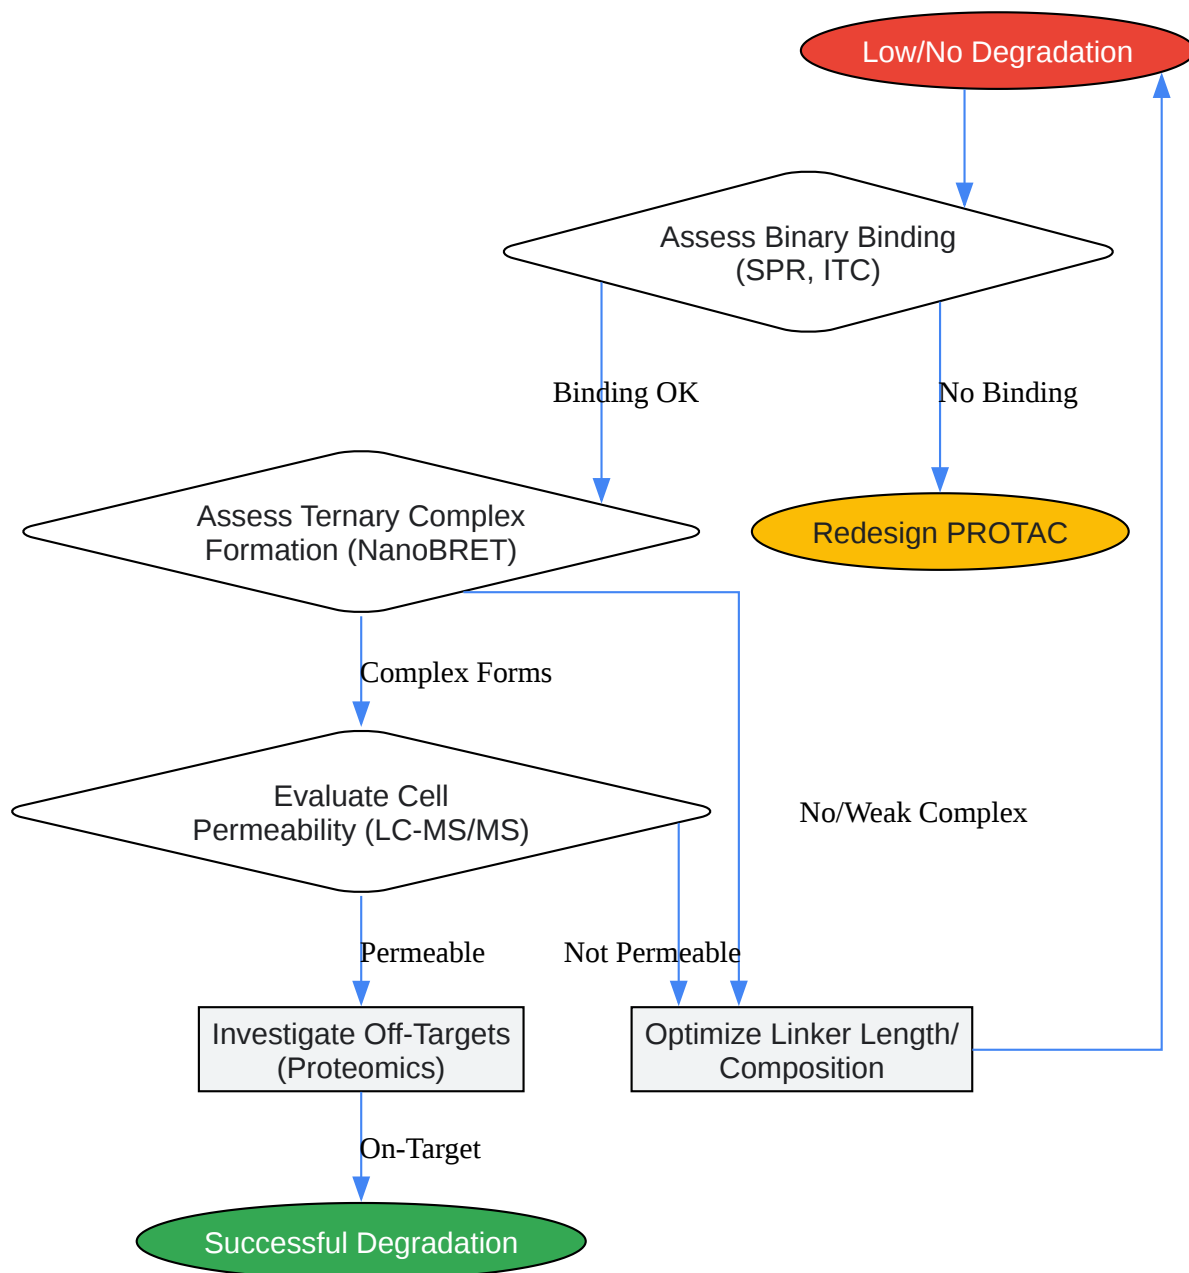 Low/No Degradation
Assess Binary Binding
(SPR, ITC)
Binding OK
No Binding
Assess Ternary Complex
Formation (NanoBRET)
Redesign PROTAC
Complex Forms
Evaluate Cell
Permeability (LC-MS/MS)
No/Weak Complex
Permeable
Not Permeable
Investigate Off-Targets
(Proteomics)
Optimize Linker Length/
Composition
On-Target
Successful Degradation